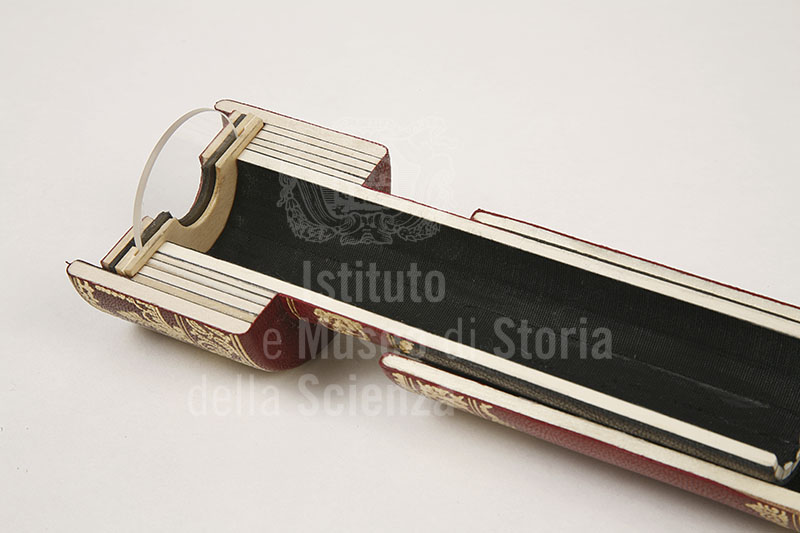 Istituto
e Museo di Storia
della Scienza